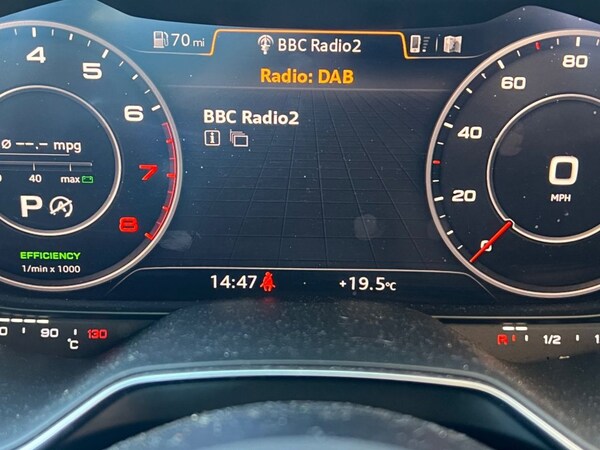 70 mi
BBC Radio2
Radio: DAB
BBC Radio2
4
5
6
7
8
Ø --.- mpg
40 max
P A
EFFICIENCY
1/min x 1000
80
60
40
20
0
0
MPH
14:47
+19.5°C
90 130
°C
R 1/2